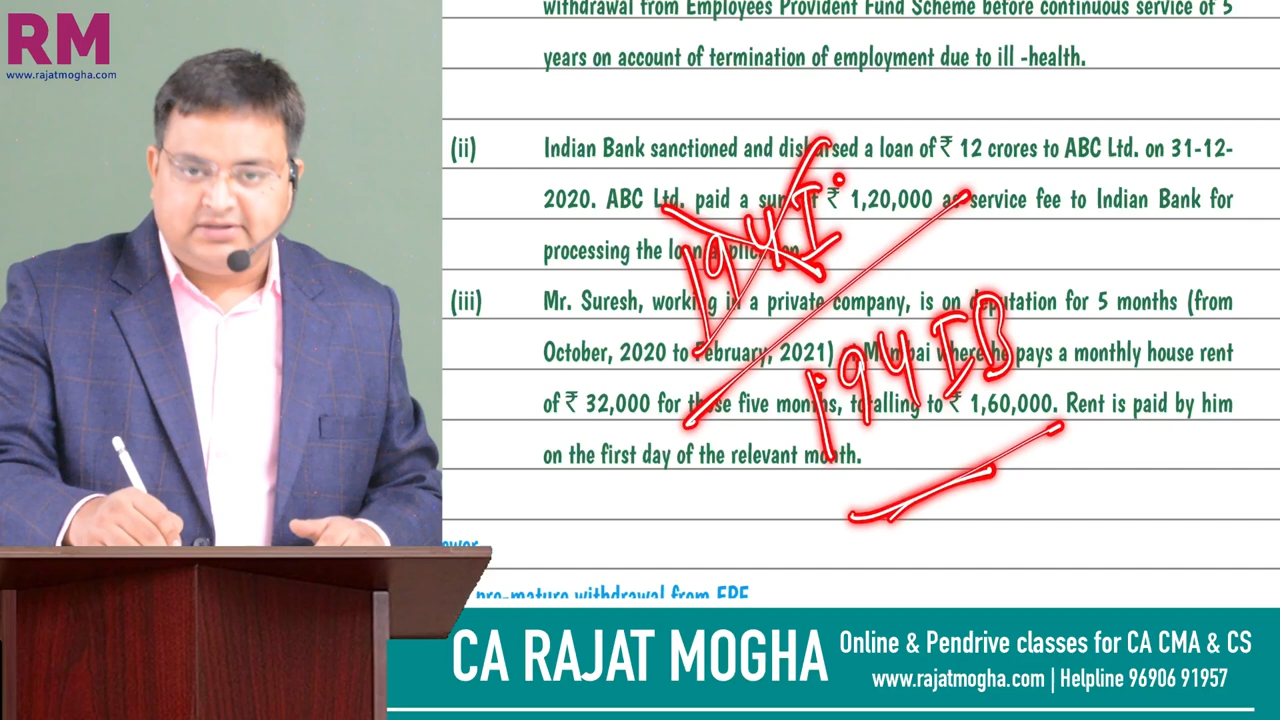 RM
www.rajatmogha.com
withdrawal from Employees Provident Fund Scheme before continuous service of 5
years on account of termination of employment due to ill -health.
(ii) Indian Bank sanctioned and disbursed a loan of ₹ 12 crores to ABC Ltd. on 31-12-
2020. ABC Ltd. paid a sum of ₹ 1,20,000 as service fee to Indian Bank for
processing the loan application.
194I.
(iii) Mr. Suresh, working in a private company, is on deputation for 5 months (from
October, 2020 to February, 2021) Mumbai where he pays a monthly house rent
194IB
of ₹ 32,000 for those five months, totalling to ₹ 1,60,000. Rent is paid by him
on the first day of the relevant month.
pre-mature withdrawal from EPF
CA RAJAT MOGHA
Online & Pendrive classes for CA CMA & CS
www.rajatmogha.com | Helpline 96906 91957